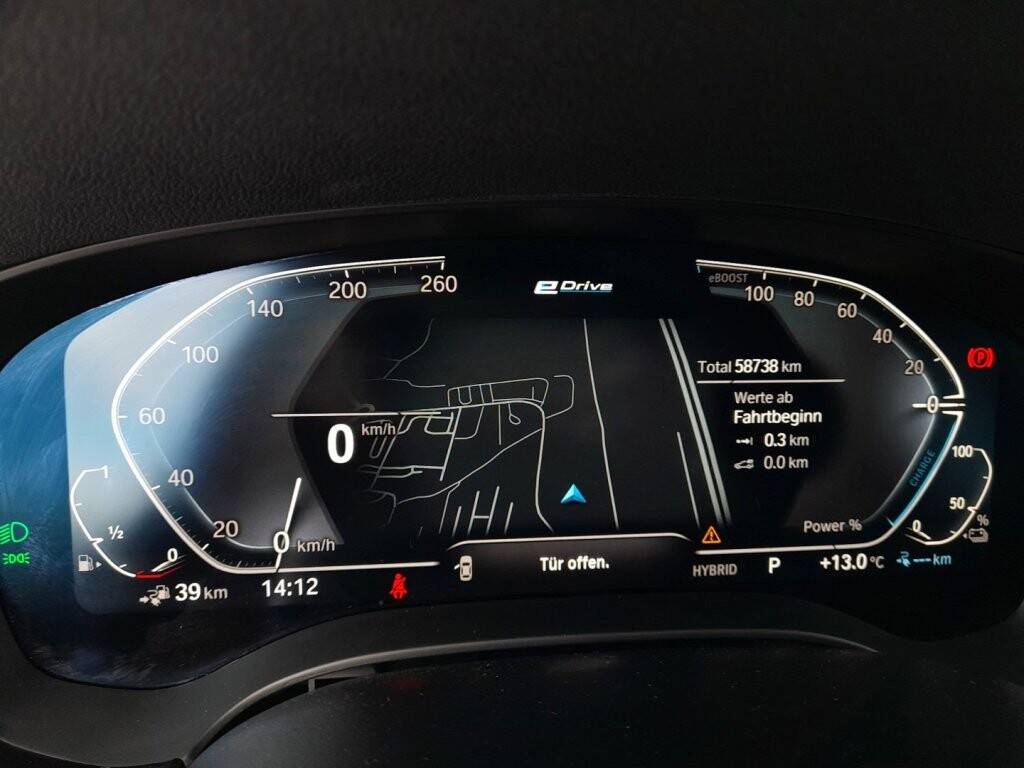 eDrive
260
200
140
100
60
40
20
0 km/h
0 km/h
1
½
0
39 km
14:12
eBOOST
100
80
60
40
20
0
CHARGE
Power %
Total 58738 km
Werte ab
Fahrtbeginn
0.3 km
0.0 km
100
50
%
0
Tür offen.
HYBRID
P
+13.0 °C
--- km
(P)